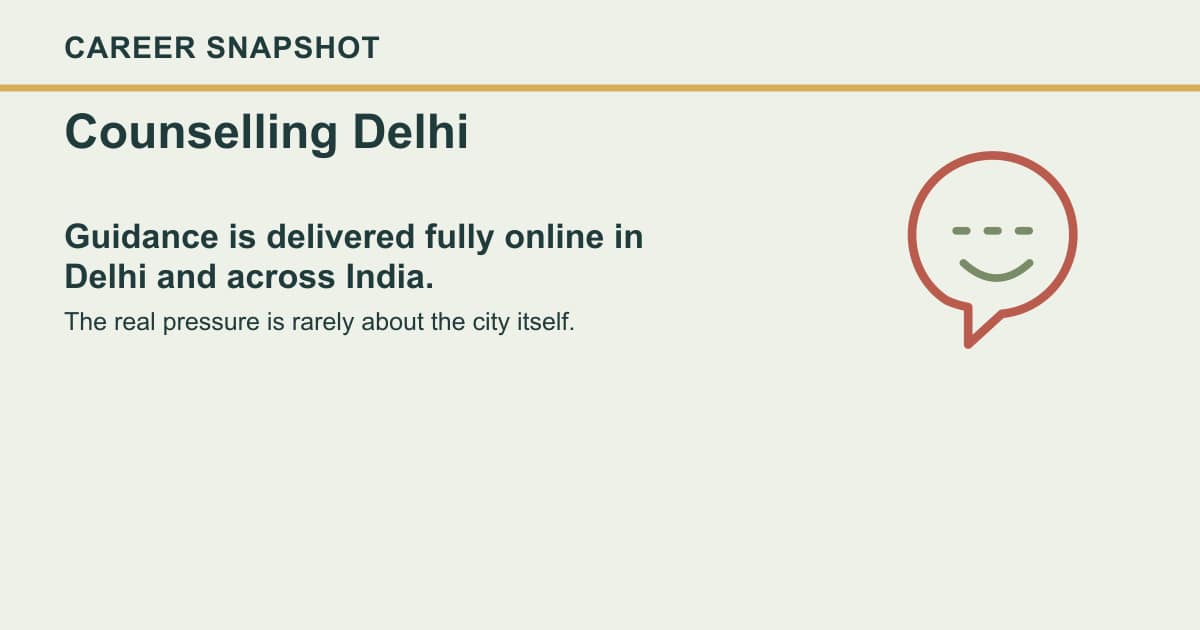 CAREER SNAPSHOT
Counselling Delhi
Guidance is delivered fully online in
Delhi and across India.
The real pressure is rarely about the city itself.